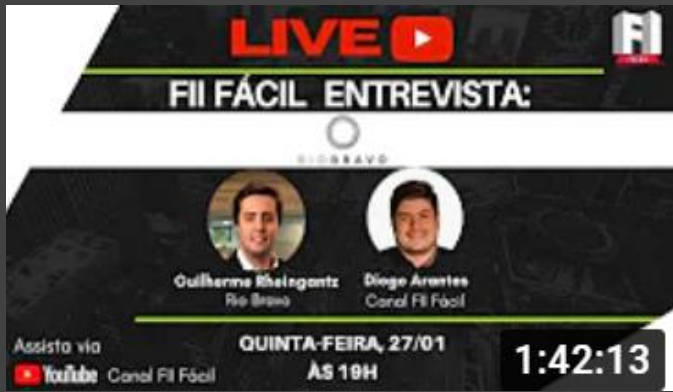 LIVE
FII
FII FÁCIL ENTREVISTA:
RIO BRAVO
Guilherme Rheingantz
Rio Bravo
Diogo Arantes
Canal FII Fácil
Assista via
YouTube Canal FII Fácil
QUINTA-FEIRA, 27/01
ÀS 19H
1:42:13